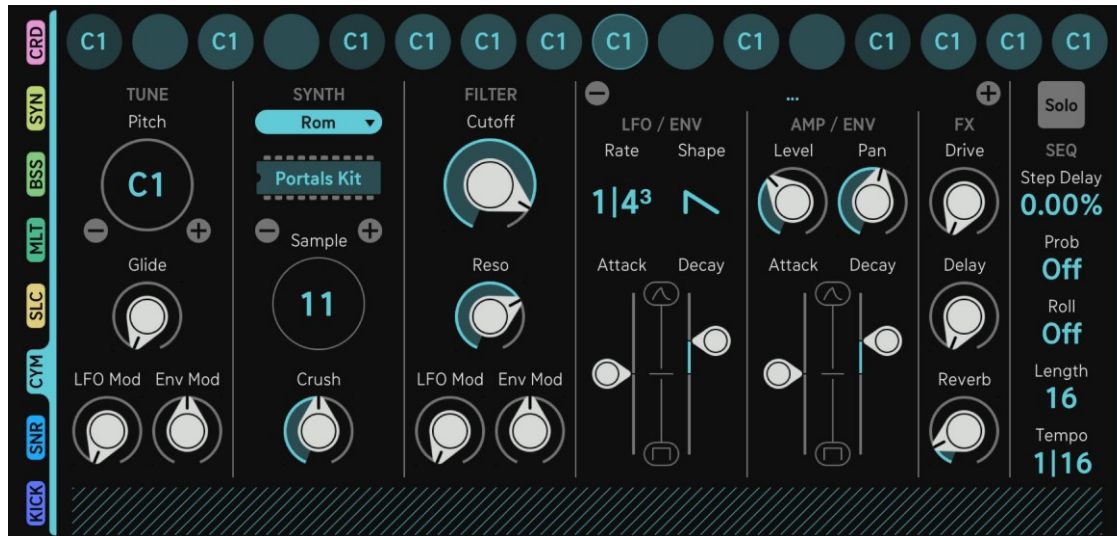 CRD
SYN
BSS
MLT
SLC
CYM
SNR
KICK
C1 C1 C1 C1 C1 C1 C1 C1 C1 C1 C1 C1
TUNE
Pitch
C1
Glide
LFO Mod Env Mod
SYNTH
Rom
Portals Kit
Sample
11
Crush
FILTER
Cutoff
Reso
LFO Mod Env Mod
...
LFO / ENV
Rate Shape
1|4³
Attack Decay
AMP / ENV
Level Pan
Attack Decay
FX
Drive
Delay
Reverb
Solo
SEQ
Step Delay
0.00%
Prob
Off
Roll
Off
Length
16
Tempo
1|16